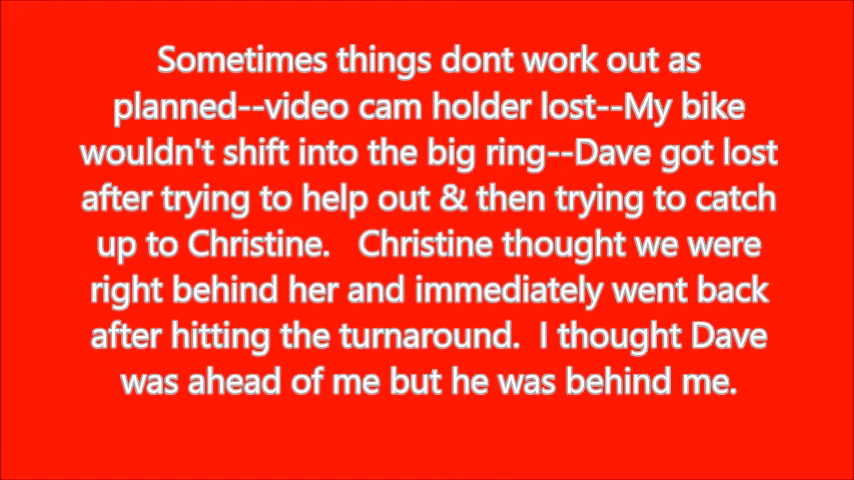 Sometimes things dont work out as
planned--video cam holder lost--My bike
wouldn't shift into the big ring--Dave got lost
after trying to help out & then trying to catch
up to Christine.   Christine thought we were
right behind her and immediately went back
after hitting the turnaround.  I thought Dave
was ahead of me but he was behind me.